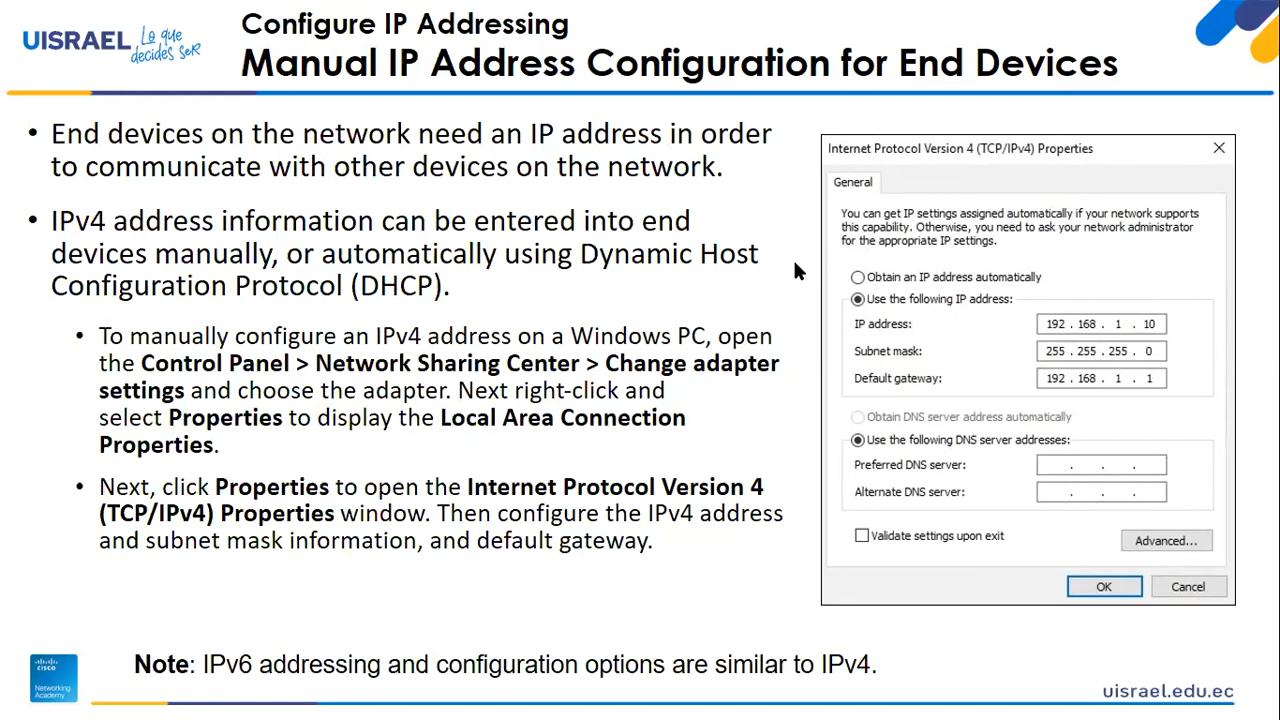 UISRAEL Lo que
decides seR
Configure IP Addressing
Manual IP Address Configuration for End Devices
• End devices on the network need an IP address in order
to communicate with other devices on the network.
• IPv4 address information can be entered into end
devices manually, or automatically using Dynamic Host
Configuration Protocol (DHCP).
• To manually configure an IPv4 address on a Windows PC, open
the Control Panel > Network Sharing Center > Change adapter
settings and choose the adapter. Next right-click and
select Properties to display the Local Area Connection
Properties.
• Next, click Properties to open the Internet Protocol Version 4
(TCP/IPv4) Properties window. Then configure the IPv4 address
and subnet mask information, and default gateway.
Internet Protocol Version 4 (TCP/IPv4) Properties
General
You can get IP settings assigned automatically if your network supports
this capability. Otherwise, you need to ask your network administrator
for the appropriate IP settings.
Obtain an IP address automatically
Use the following IP address:
IP address: 192 . 168 . 1 . 10
Subnet mask: 255 . 255 . 255 . 0
Default gateway: 192 . 168 . 1 . 1
Obtain DNS server address automatically
Use the following DNS server addresses:
Preferred DNS server: . . .
Alternate DNS server: . . .
Validate settings upon exit
Advanced...
OK Cancel
Note: IPv6 addressing and configuration options are similar to IPv4.
cisco
Networking
Academy
uisrael.edu.ec